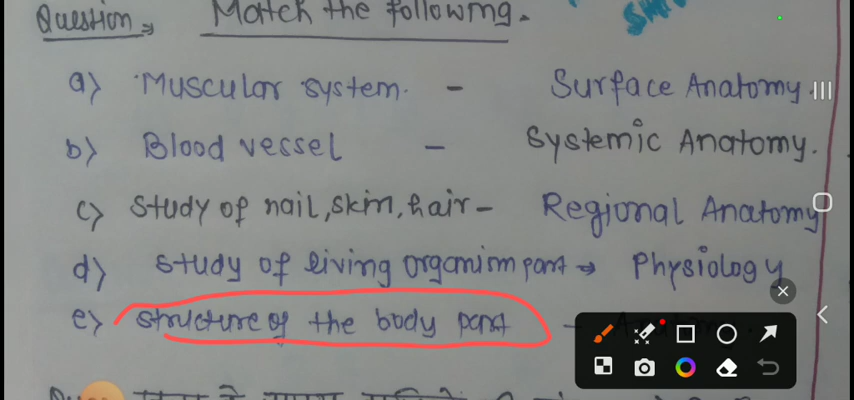 Question Match the following.
a) Muscular system. - Surface Anatomy.
b) Blood vessel - Systemic Anatomy.
c) Study of nail, skin, hair - Regional Anatomy
d) study of living organism part → Physiology
e) structure of the body part -